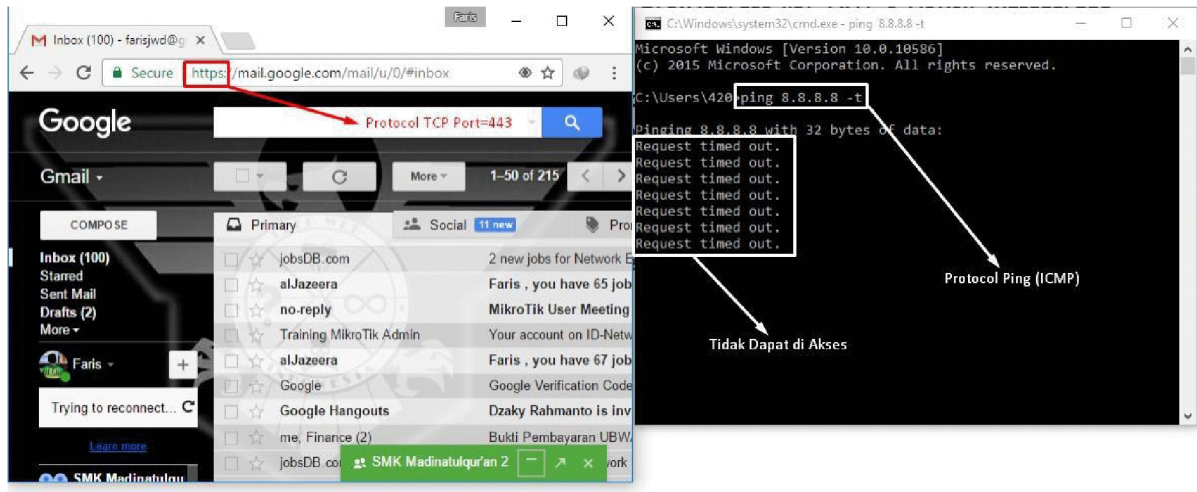 Faris
Inbox (100) - farisjwd@g
Secure https://mail.google.com/mail/u/0/#inbox
Google
Protocol TCP Port=443
Gmail
More
1–50 of 215
COMPOSE
Primary
Social 11 new
Pro
Inbox (100)
Starred
Sent Mail
Drafts (2)
More
Faris
Trying to reconnect...
Learn more
SMK Madinatulqu
jobsDB.com 2 new jobs for Network E
alJazeera Faris , you have 65 job
no-reply MikroTik User Meeting
Training MikroTik Admin Your account on ID-Netw
alJazeera Faris , you have 67 job
Google Google Verification Code
Google Hangouts Dzaky Rahmanto is inv
me, Finance (2) Bukti Pembayaran UBW
jobsDB.co work
SMK Madinatulqur'an 2
C:\Windows\system32\cmd.exe - ping 8.8.8.8 -t
Microsoft Windows [Version 10.0.10586]
(c) 2015 Microsoft Corporation. All rights reserved.
C:\Users\420>ping 8.8.8.8 -t
Pinging 8.8.8.8 with 32 bytes of data:
Request timed out.
Request timed out.
Request timed out.
Request timed out.
Request timed out.
Request timed out.
Request timed out.
Protocol Ping (ICMP)
Tidak Dapat di Akses